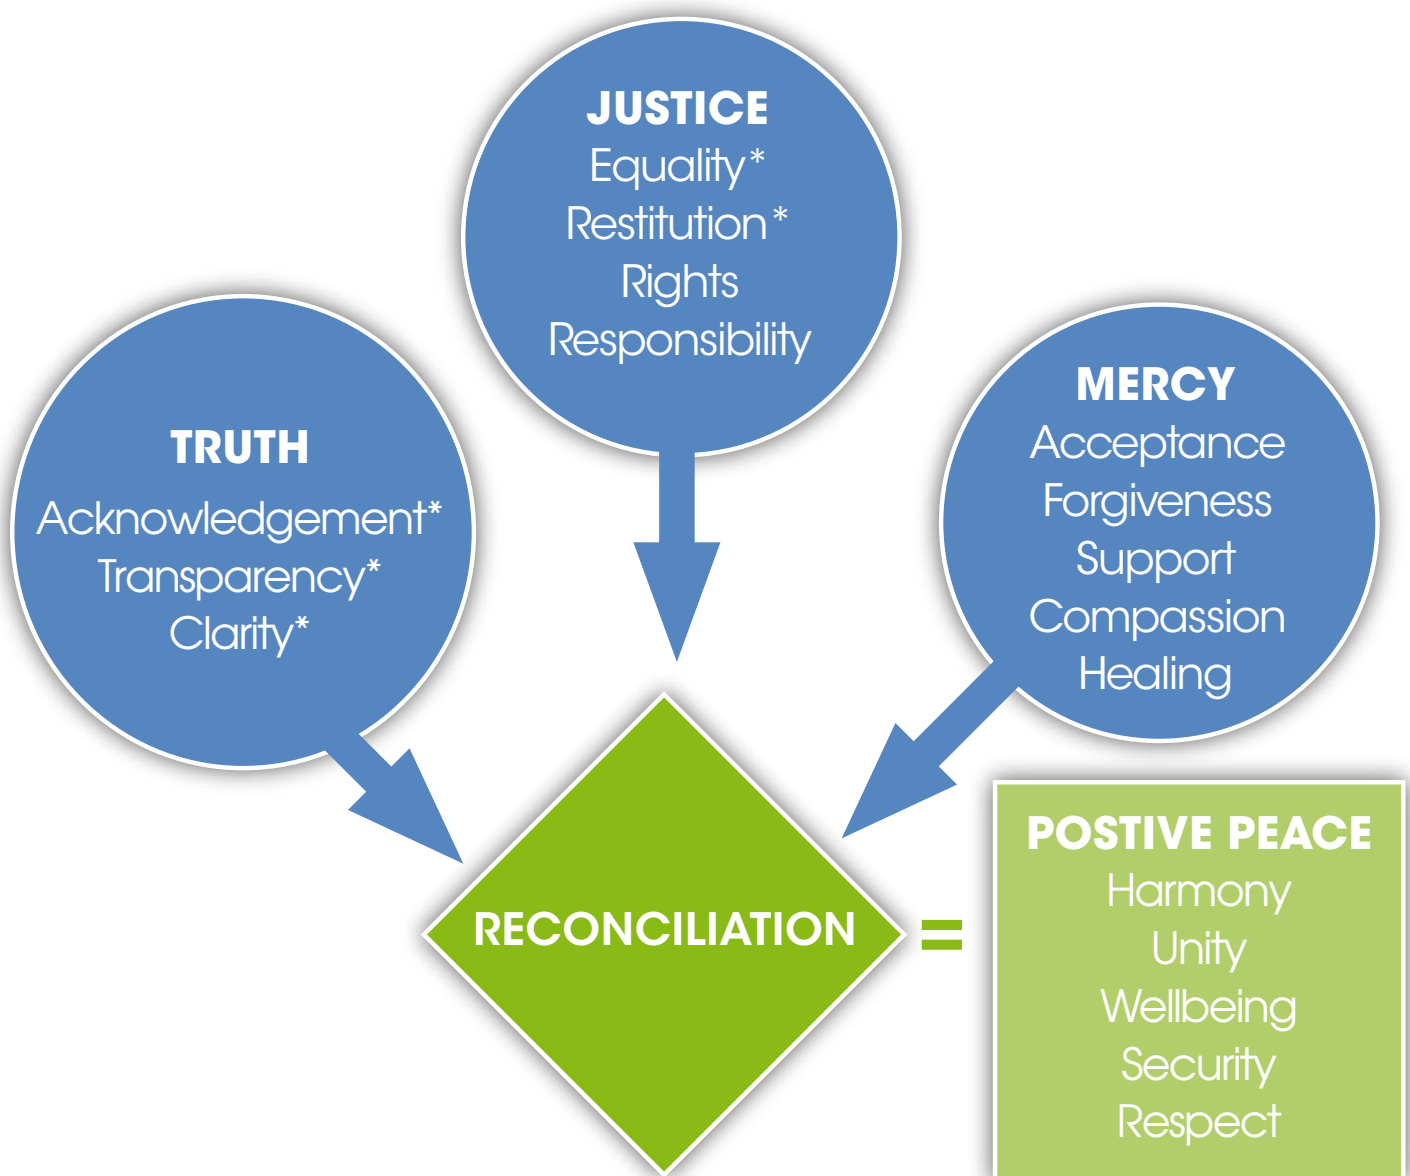 JUSTICE
Equality*
Restitution*
Rights
Responsibility
TRUTH
Acknowledgement*
Transparency*
Clarity*
MERCY
Acceptance
Forgiveness
Support
Compassion
Healing
RECONCILIATION
=
POSTIVE PEACE
Harmony
Unity
Wellbeing
Security
Respect